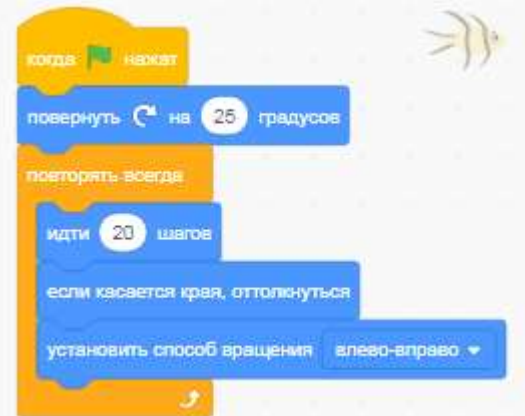 когда нажат
повернуть на 25 градусов
повторять всегда
идти 20 шагов
если касается края, оттолкнуться
установить способ вращения влево-вправо